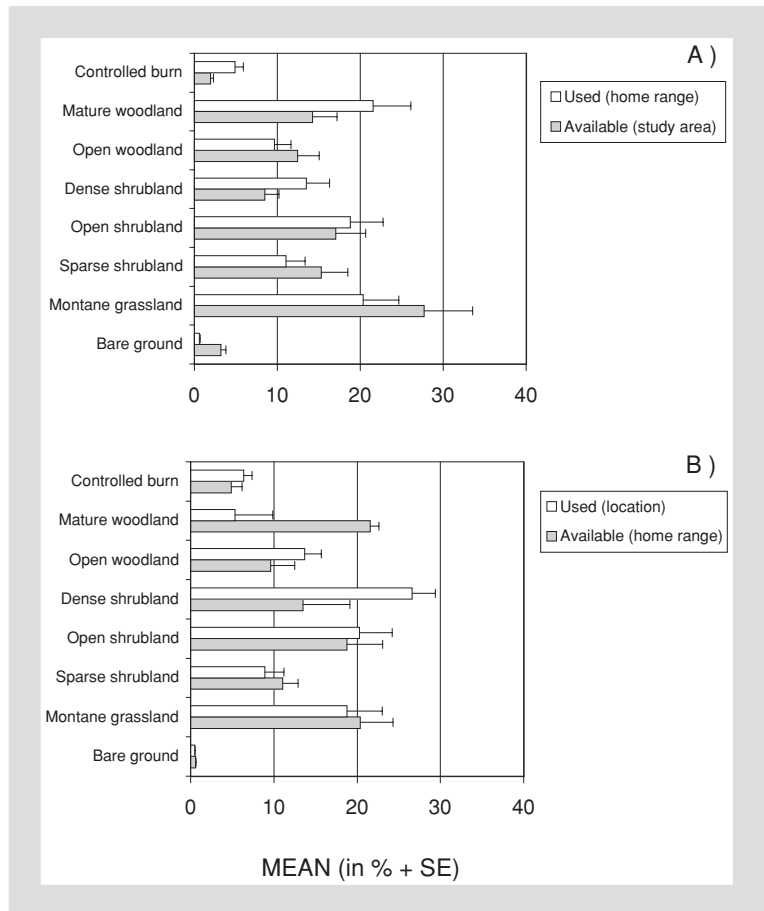 A )
Controlled burn
Mature woodland
Open woodland
Dense shrubland
Open shrubland
Sparse shrubland
Montane grassland
Bare ground
0 10 20 30 40
Used (home range)
Available (study area)
B )
Controlled burn
Mature woodland
Open woodland
Dense shrubland
Open shrubland
Sparse shrubland
Montane grassland
Bare ground
0 10 20 30 40
Used (location)
Available (home range)
MEAN (in % + SE)